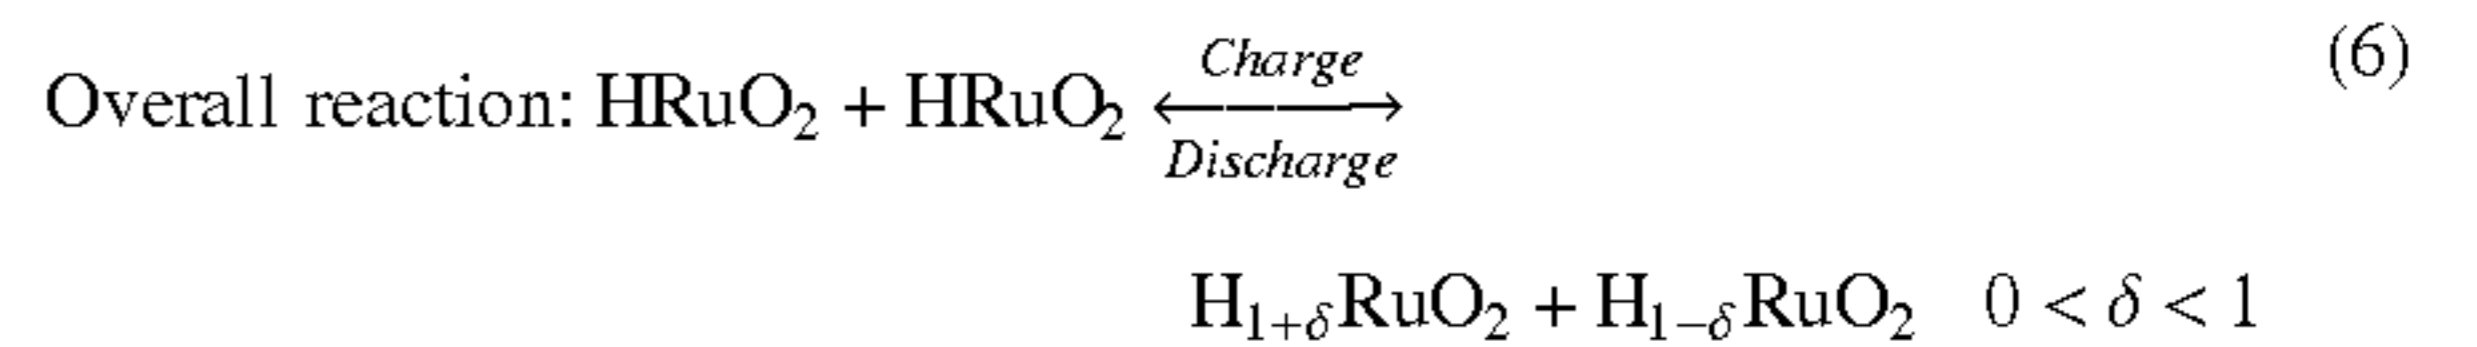 Charge (6)
Overall reaction: HRuO₂ + HRuO₂ ⟷
Discharge
H₁₊δRuO₂ + H₁₋δRuO₂ 0 < δ < 1